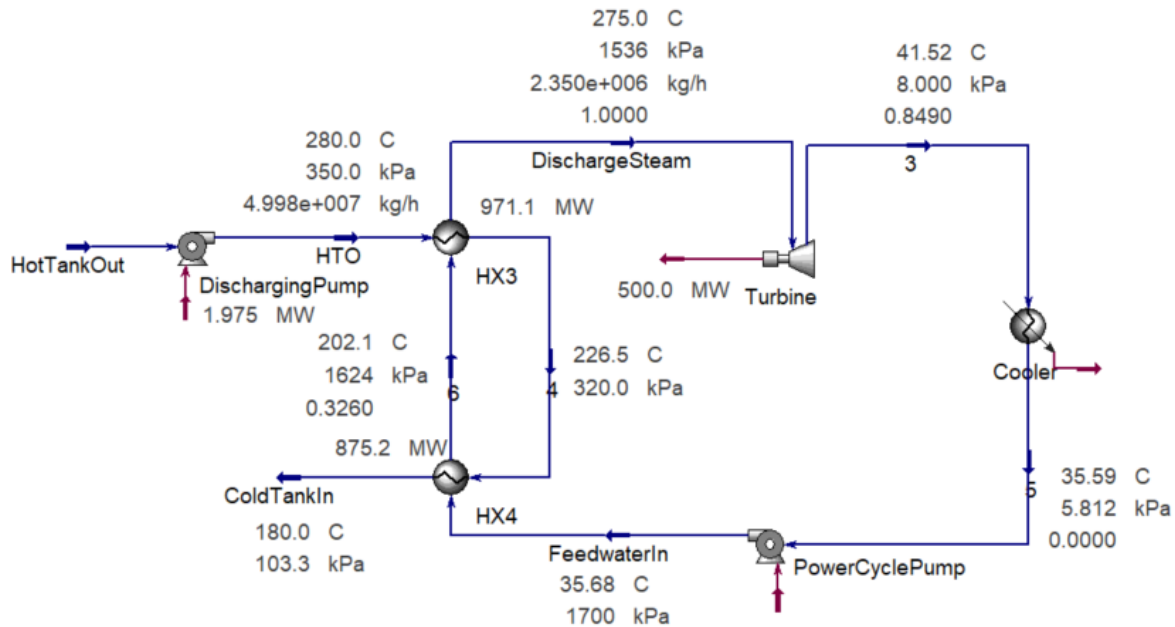 275.0 C
1536 kPa
2.350e+006 kg/h
1.0000
DischargeSteam
41.52 C
8.000 kPa
0.8490
3
280.0 C
350.0 kPa
4.998e+007 kg/h
HTO
HotTankOut
DischargingPump
1.975 MW
971.1 MW
HX3
500.0 MW
Turbine
202.1 C
1624 kPa
0.3260
6
226.5 C
320.0 kPa
4
Cooler
875.2 MW
ColdTankIn
180.0 C
103.3 kPa
HX4
FeedwaterIn
35.68 C
1700 kPa
PowerCyclePump
5
35.59 C
5.812 kPa
0.0000